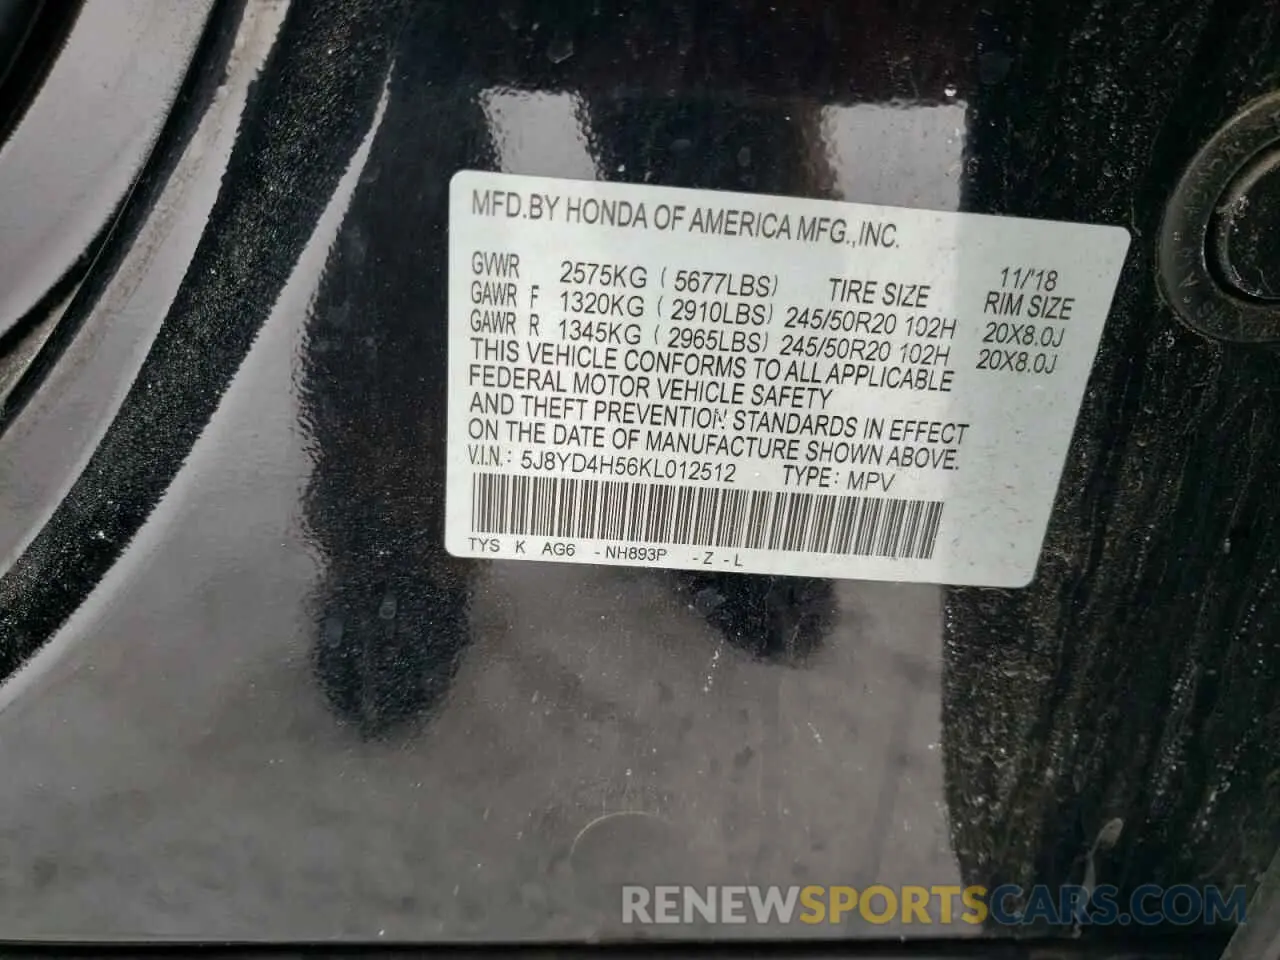 MFD.BY HONDA OF AMERICA MFG.,INC.
GVWR 2575KG ( 5677LBS) TIRE SIZE 11/'18 RIM SIZE
GAWR F 1320KG ( 2910LBS) 245/50R20 102H 20X8.0J
GAWR R 1345KG ( 2965LBS) 245/50R20 102H 20X8.0J
THIS VEHICLE CONFORMS TO ALL APPLICABLE
FEDERAL MOTOR VEHICLE SAFETY
AND THEFT PREVENTION STANDARDS IN EFFECT
ON THE DATE OF MANUFACTURE SHOWN ABOVE.
V.I.N.: 5J8YD4H56KL012512 TYPE: MPV
TYS K AG6 -NH893P -Z -L
RENEWSPORTSCARS.COM